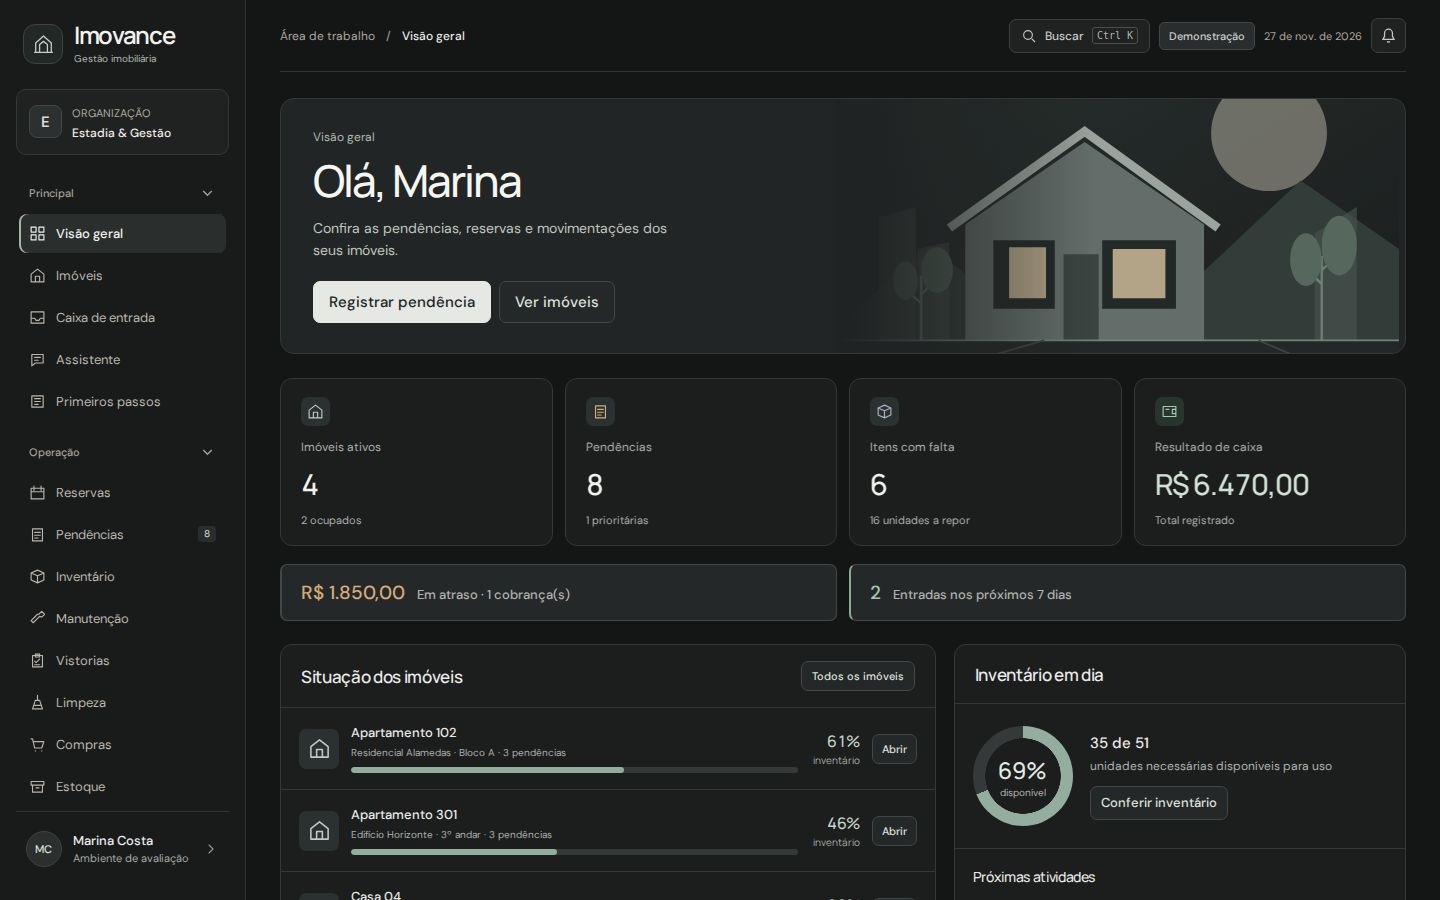 Imovance
Gestão imobiliária
ORGANIZAÇÃO
E
Estadia & Gestão
Principal
Visão geral
Imóveis
Caixa de entrada
Assistente
Primeiros passos
Operação
Reservas
Pendências 8
Inventário
Manutenção
Vistorias
Limpeza
Compras
Estoque
MC
Marina Costa
Ambiente de avaliação
Área de trabalho / Visão geral
Buscar Ctrl K
Demonstração
27 de nov. de 2026
Visão geral
Olá, Marina
Confira as pendências, reservas e movimentações dos
seus imóveis.
Registrar pendência
Ver imóveis
Imóveis ativos
4
2 ocupados
Pendências
8
1 prioritárias
Itens com falta
6
16 unidades a repor
Resultado de caixa
R$ 6.470,00
Total registrado
R$ 1.850,00 Em atraso · 1 cobrança(s)
2 Entradas nos próximos 7 dias
Situação dos imóveis
Todos os imóveis
Apartamento 102
Residencial Alamedas · Bloco A · 3 pendências
61%
inventário
Abrir
Apartamento 301
Edifício Horizonte · 3º andar · 3 pendências
46%
inventário
Abrir
Casa 04
Inventário em dia
69%
disponível
35 de 51
unidades necessárias disponíveis para uso
Conferir inventário
Próximas atividades